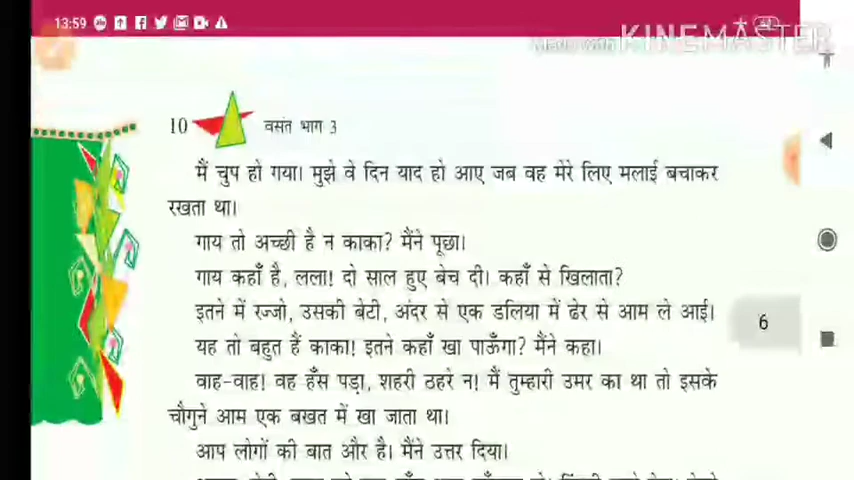 13:59
Made with KINEMASTER
10 वसंत भाग 3
मैं चुप हो गया। मुझे वे दिन याद हो आए जब वह मेरे लिए मलाई बचाकर
रखता था।
गाय तो अच्छी है न काका? मैंने पूछा।
गाय कहाँ है, लला! दो साल हुए बेच दी। कहाँ से खिलाता?
इतने में रज्जो, उसकी बेटी, अंदर से एक डलिया में ढेर से आम ले आई।
यह तो बहुत हैं काका! इतने कहाँ खा पाऊँगा? मैंने कहा।
वाह-वाह! वह हँस पड़ा, शहरी ठहरे न! मैं तुम्हारी उमर का था तो इसके
चौगुने आम एक बखत में खा जाता था।
आप लोगों की बात और है। मैंने उत्तर दिया।
6